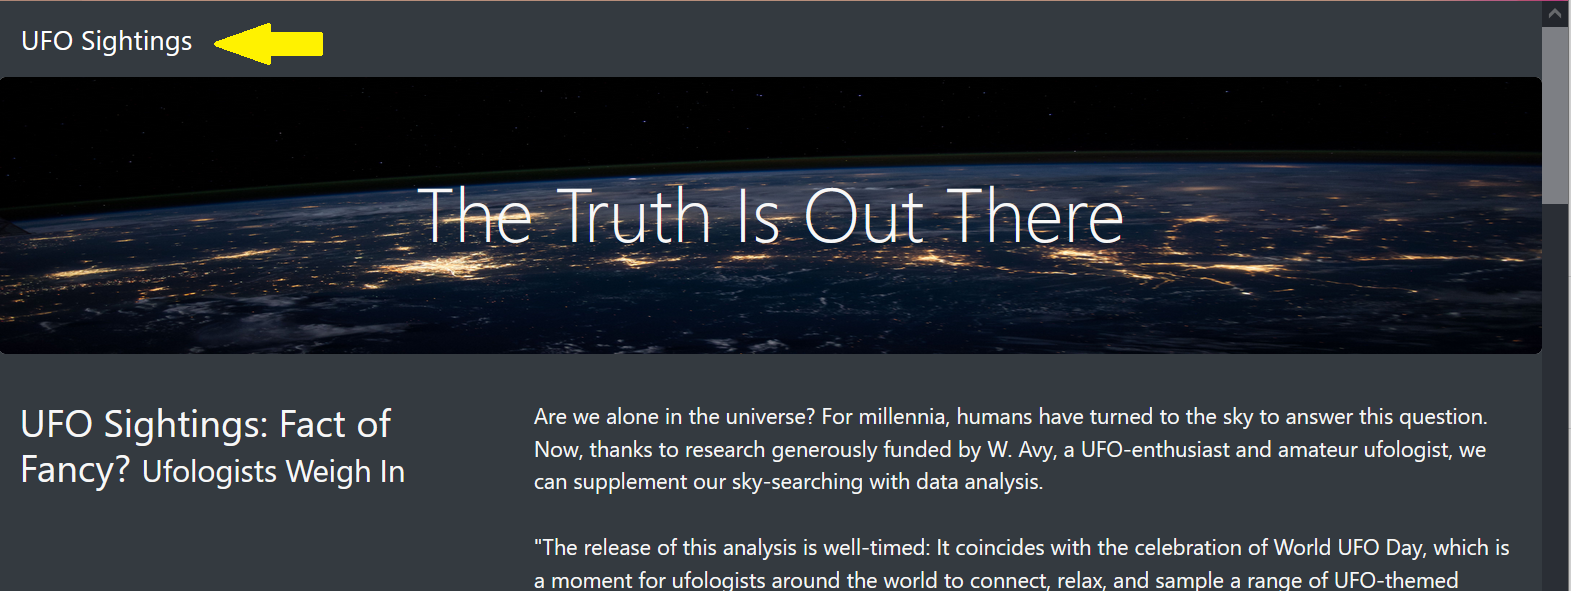 UFO Sightings
The Truth Is Out There
UFO Sightings: Fact of
Fancy? Ufologists Weigh In
Are we alone in the universe? For millennia, humans have turned to the sky to answer this question.
Now, thanks to research generously funded by W. Avy, a UFO-enthusiast and amateur ufologist, we
can supplement our sky-searching with data analysis.
"The release of this analysis is well-timed: It coincides with the celebration of World UFO Day, which is
a moment for ufologists around the world to connect, relax, and sample a range of UFO-themed